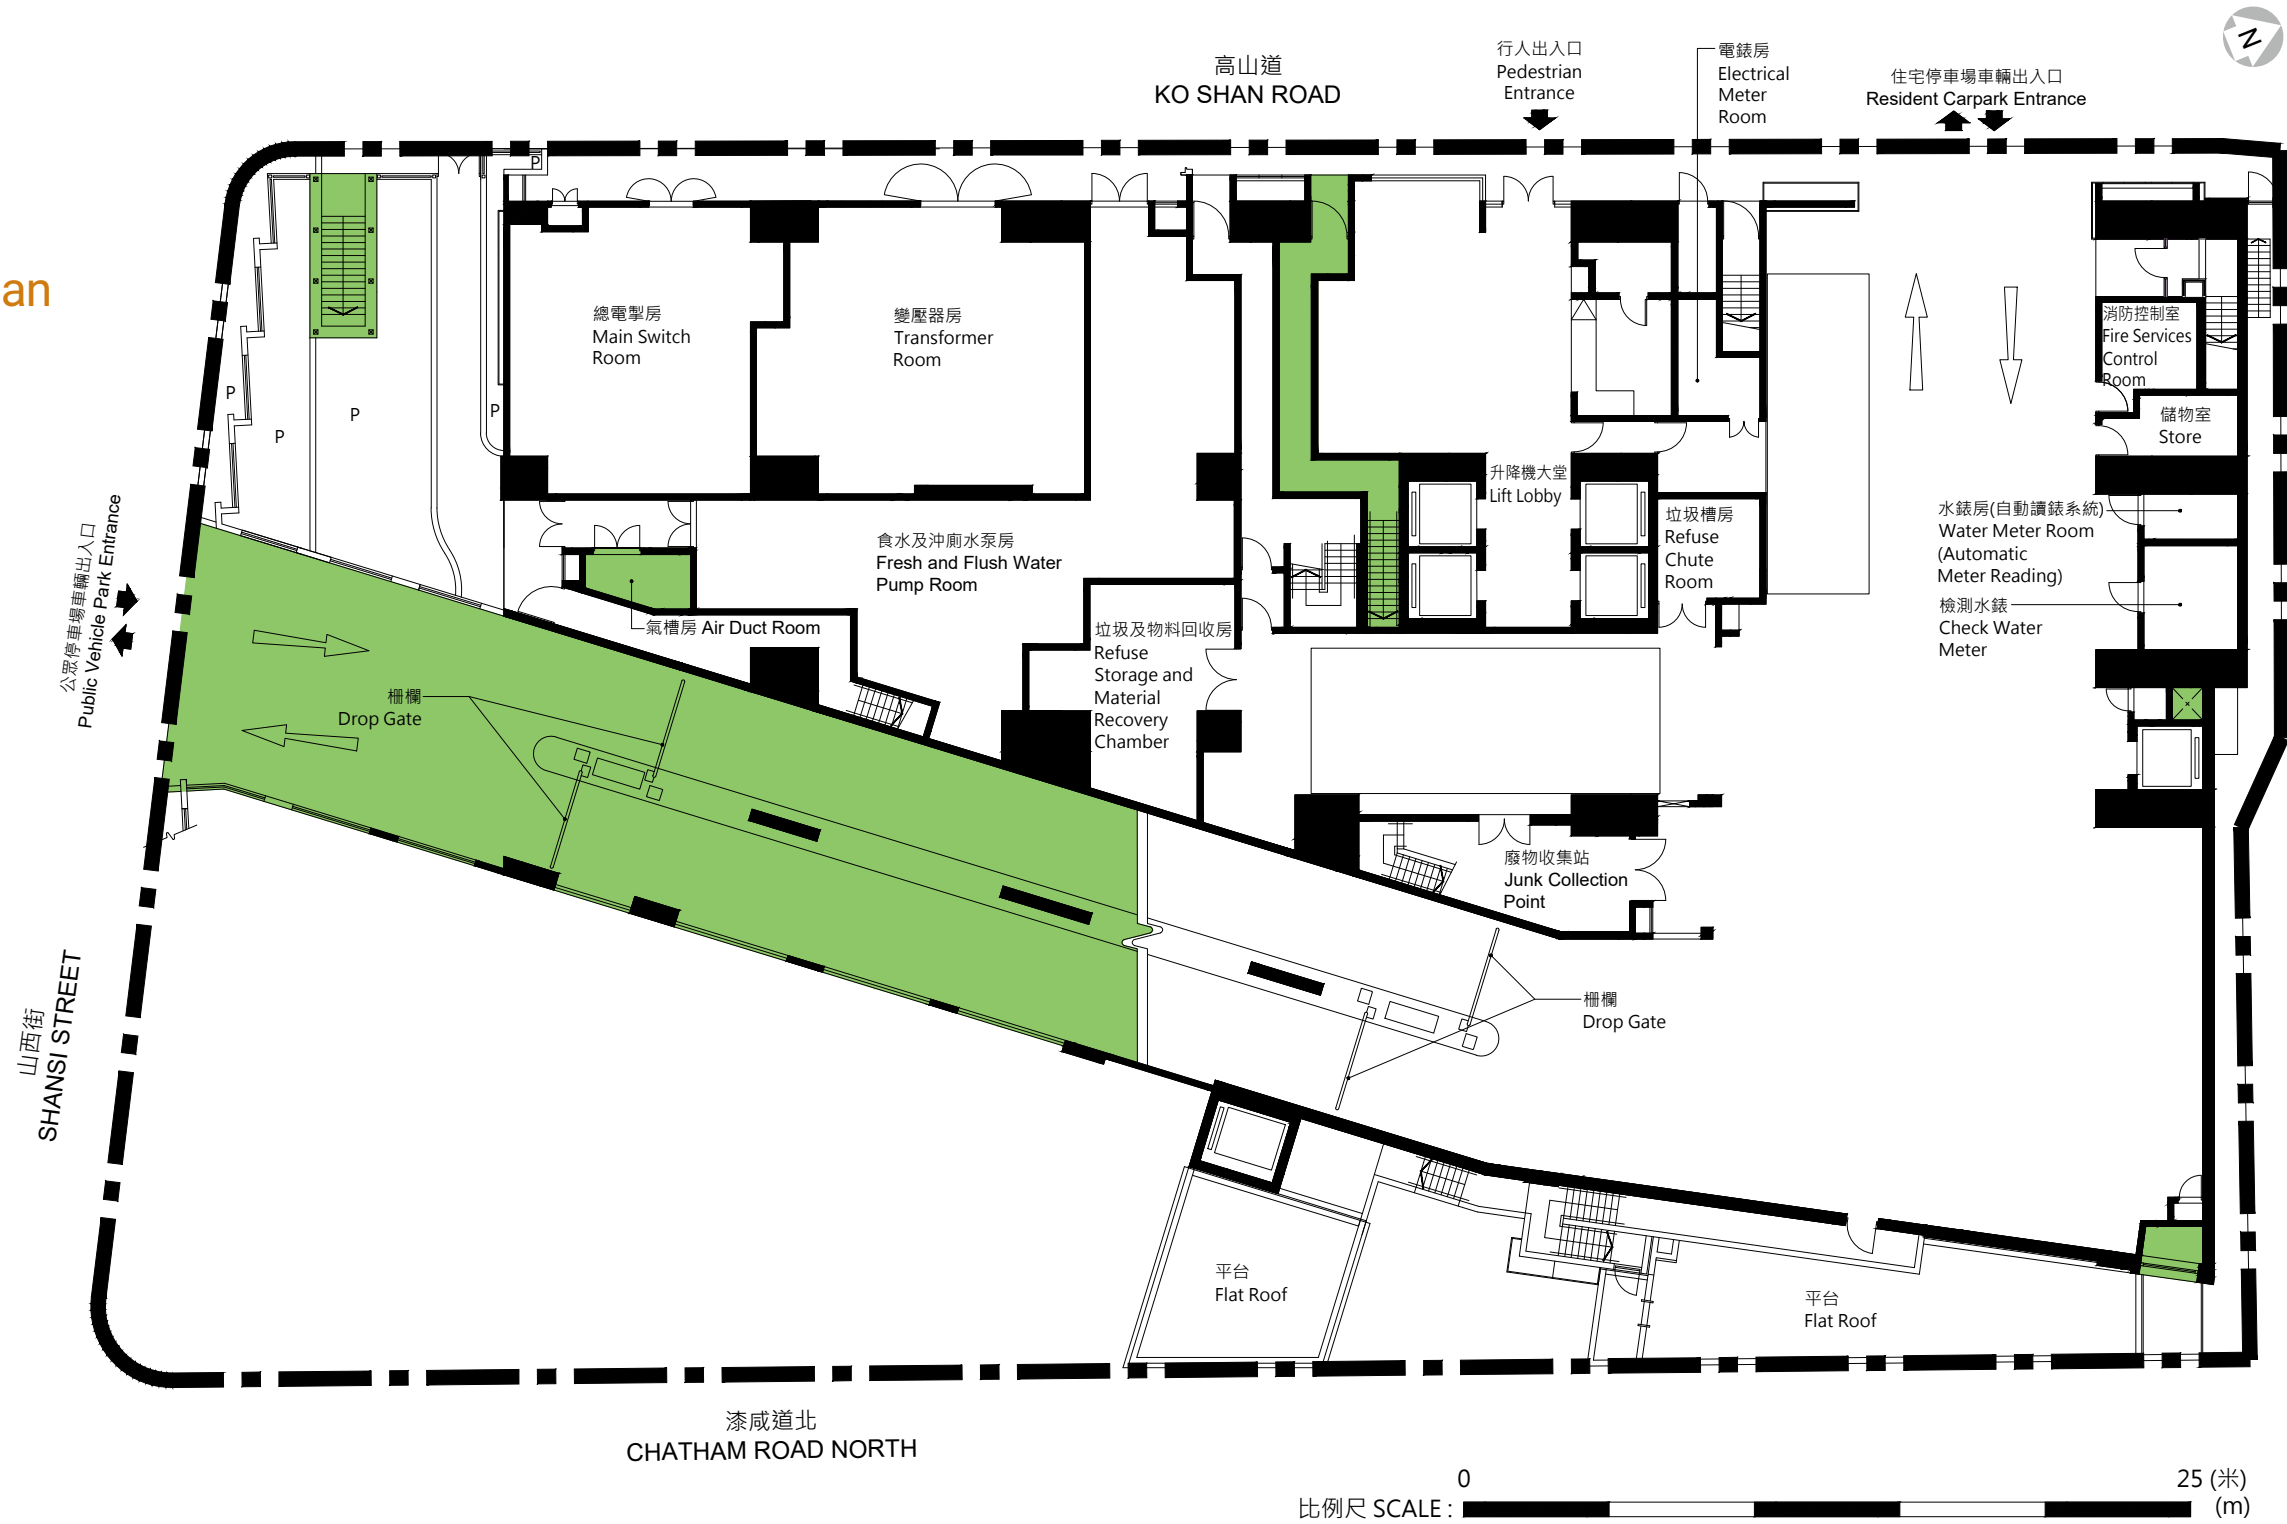 an
N
高山道
KO SHAN ROAD
行人出入口
Pedestrian
Entrance
電錶房
Electrical
Meter
Room
住宅停車場車輛出入口
Resident Carpark Entrance
P
P
P
P
P
總電掣房
Main Switch
Room
變壓器房
Transformer
Room
消防控制室
Fire Services
Control
Room
儲物室
Store
升降機大堂
Lift Lobby
垃圾槽房
Refuse
Chute
Room
水錶房(自動讀錶系統)
Water Meter Room
(Automatic
Meter Reading)
檢測水錶
Check Water
Meter
公眾停車場車輛出入口
Public Vehicle Park Entrance
食水及沖廁水泵房
Fresh and Flush Water
Pump Room
氣槽房 Air Duct Room
垃圾及物料回收房
Refuse
Storage and
Material
Recovery
Chamber
柵欄
Drop Gate
廢物收集站
Junk Collection
Point
柵欄
Drop Gate
山西街
SHANSI STREET
平台
Flat Roof
平台
Flat Roof
漆咸道北
CHATHAM ROAD NORTH
0
25 (米)
(m)
比例尺 SCALE :